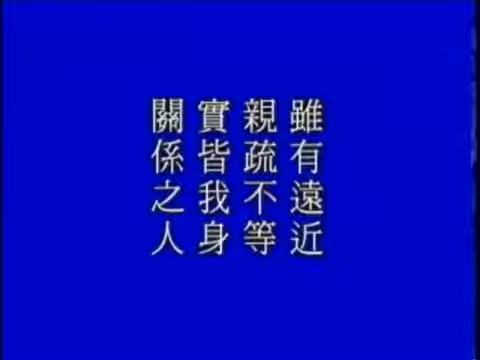 雖有遠近
親疏不等
實皆我身
關係之人